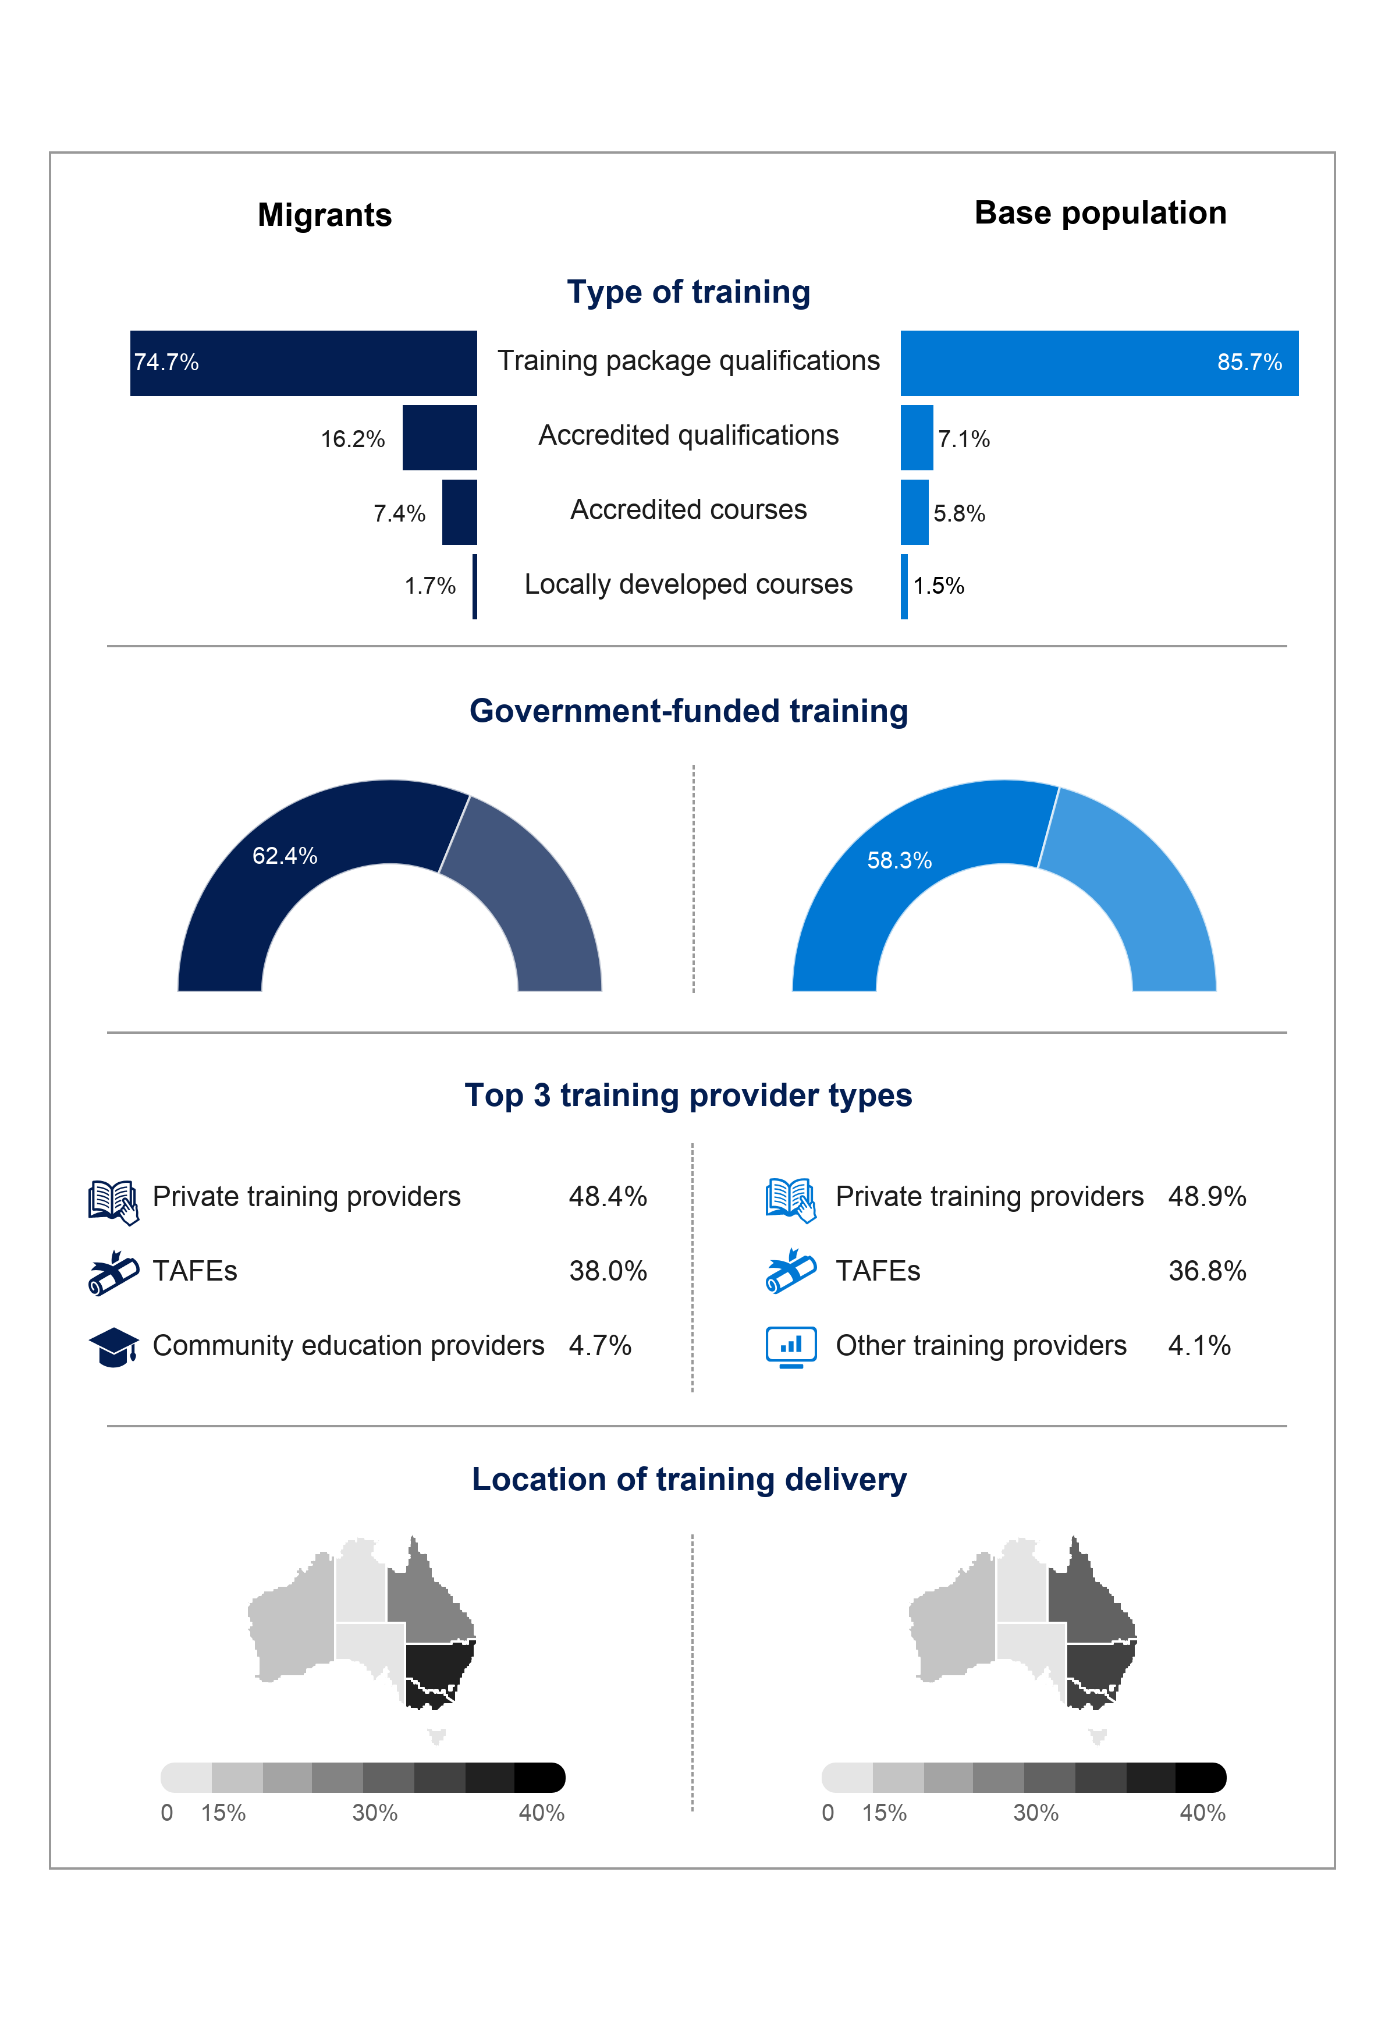 Migrants
Base population
Type of training
74.7%
Training package qualifications
85.7%
16.2%
Accredited qualifications
7.1%
7.4%
Accredited courses
5.8%
1.7%
Locally developed courses
1.5%
Government-funded training
62.4%
58.3%
Top 3 training provider types
Private training providers 48.4%
TAFEs 38.0%
Community education providers 4.7%
Private training providers 48.9%
TAFEs 36.8%
Other training providers 4.1%
Location of training delivery
0 15% 30% 40%
0 15% 30% 40%